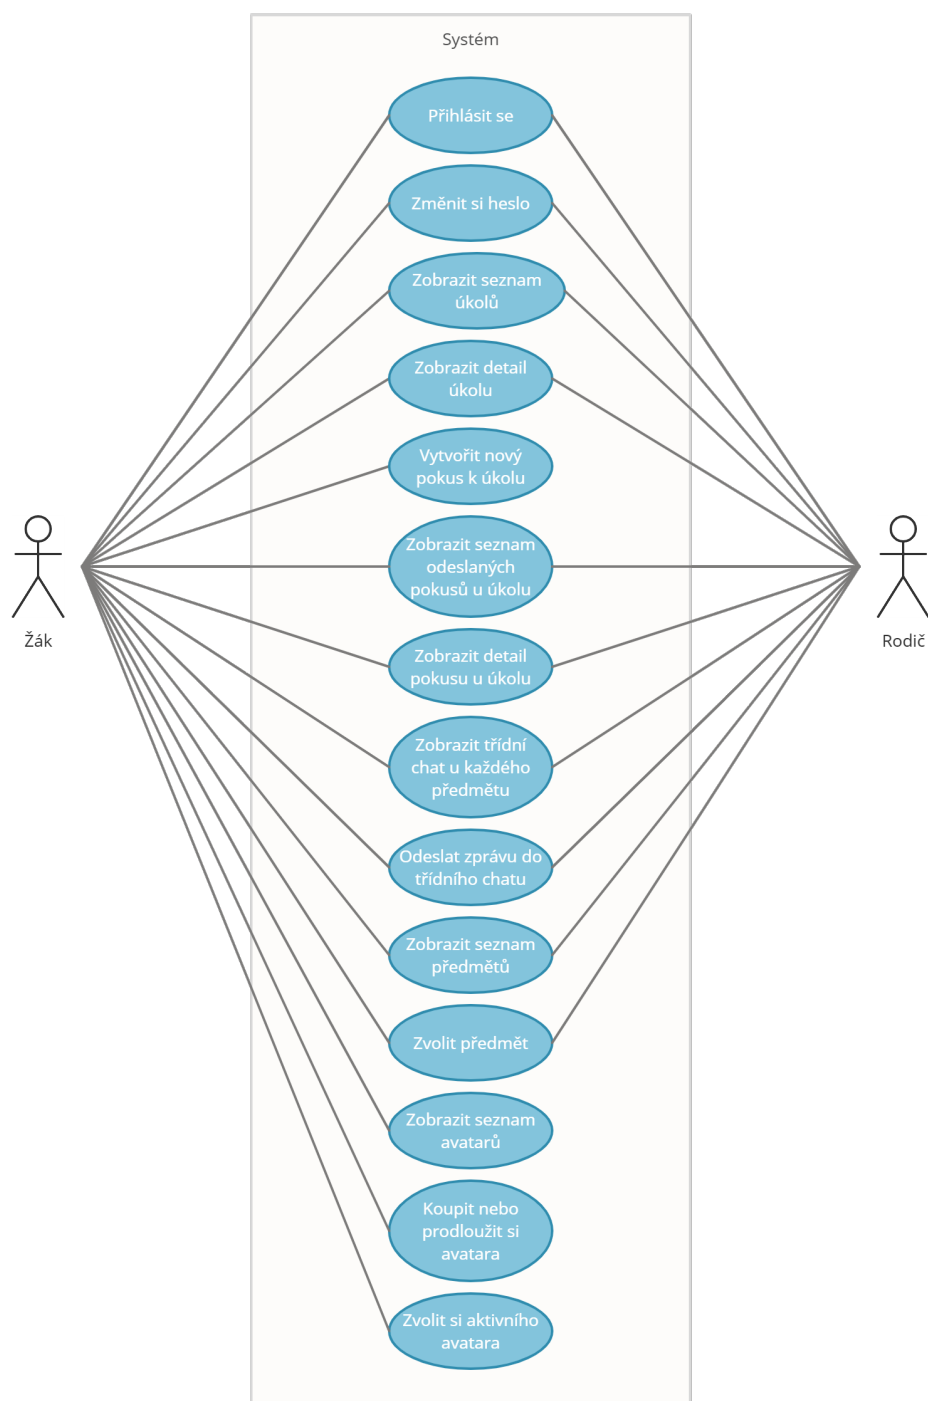 Systém
Přihlásit se
Změnit si heslo
Zobrazit seznam
úkolů
Zobrazit detail
úkolu
Vytvořit nový
pokus k úkolu
Zobrazit seznam
odeslaných
pokusů u úkolu
Žák
Rodič
Zobrazit detail
pokusu u úkolu
Zobrazit třídní
chat u každého
předmětu
Odeslat zprávu do
třídního chatu
Zobrazit seznam
předmětů
Zvolit předmět
Zobrazit seznam
avatarů
Koupit nebo
prodloužit si
avatara
Zvolit si aktivního
avatara